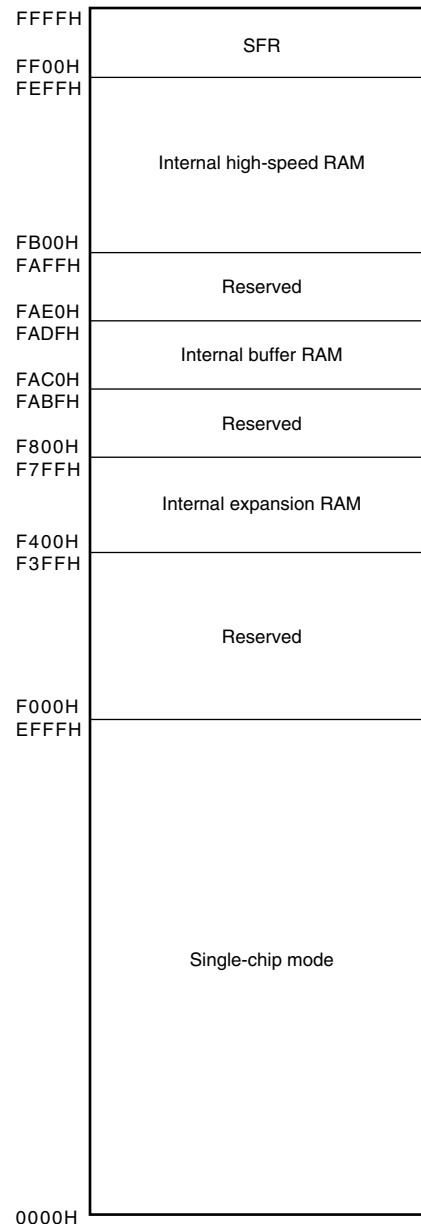 FFFFH
SFR
FF00H
FEFFH
Internal high-speed RAM
FB00H
FAFFH
Reserved
FAE0H
FADFH
Internal buffer RAM
FAC0H
FABFH
Reserved
F800H
F7FFH
Internal expansion RAM
F400H
F3FFH
Reserved
F000H
EFFFH
Single-chip mode
0000H